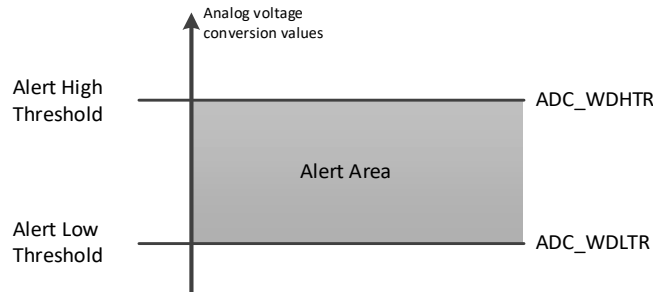 Analog voltage
conversion values
Alert High
Threshold
ADC_WDHTR
Alert Area
Alert Low
Threshold
ADC_WDLTR